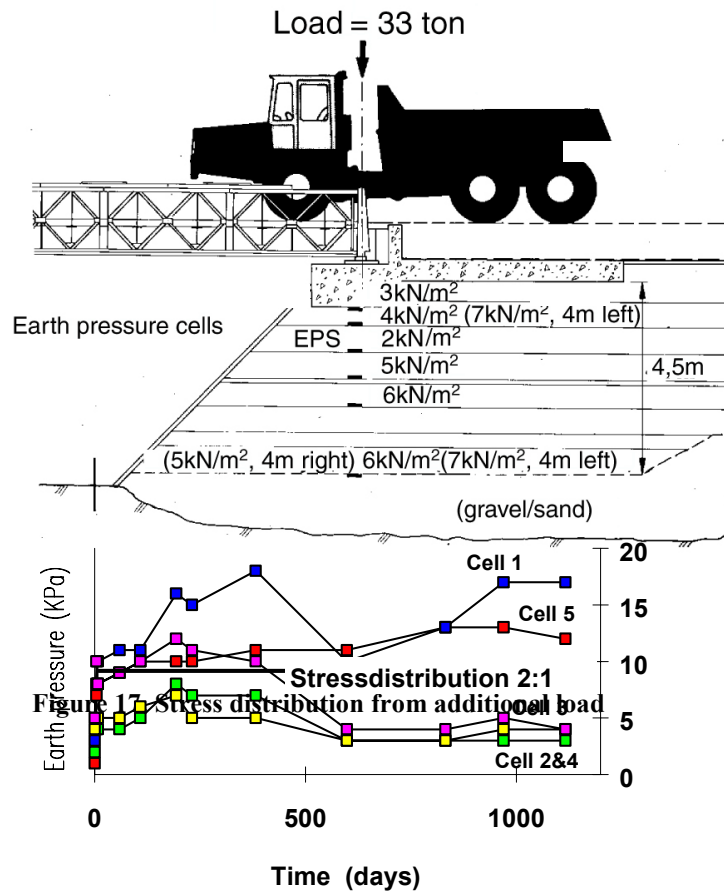 Load = 33 ton
3kN/m²
4kN/m² (7kN/m², 4m left)
Earth pressure cells
EPS
2kN/m²
5kN/m²
4,5m
6kN/m²
(5kN/m², 4m right) 6kN/m²(7kN/m², 4m left)
(gravel/sand)
20
Cell 1
15
Cell 5
10
Stressdistribution 2:1
Figure 17. Stress distribution from additional load
Cell 3
5
Cell 2&4
0
Earth pressure (KPa)
0 500 1000
Time (days)